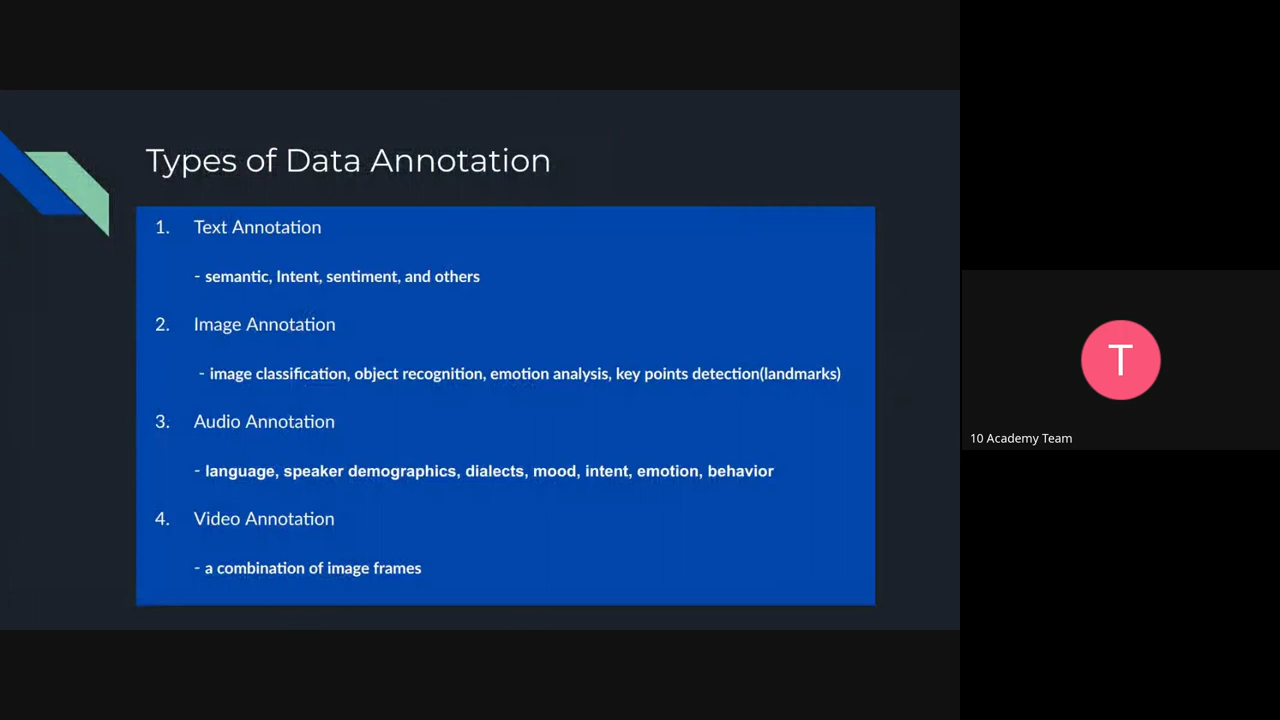 Types of Data Annotation
1. Text Annotation
- semantic, Intent, sentiment, and others
2. Image Annotation
- image classification, object recognition, emotion analysis, key points detection(landmarks)
3. Audio Annotation
- language, speaker demographics, dialects, mood, intent, emotion, behavior
4. Video Annotation
- a combination of image frames
T
10 Academy Team